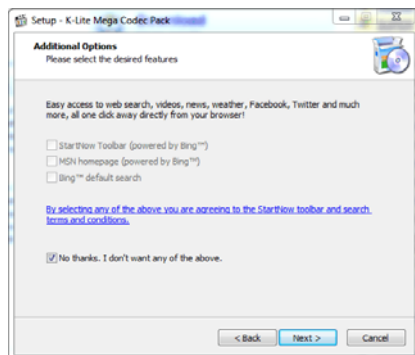 Setup - K-Lite Mega Codec Pack
Additional Options
Please select the desired features
Easy access to web search, videos, news, weather, Facebook, Twitter and much
more, all one click away directly from your browser!
StartNow Toolbar (powered by Bing™)
MSN homepage (powered by Bing™)
Bing™ default search
By selecting any of the above you are agreeing to the StartNow toolbar and search
terms and conditions.
No thanks. I don't want any of the above.
< Back
Next >
Cancel